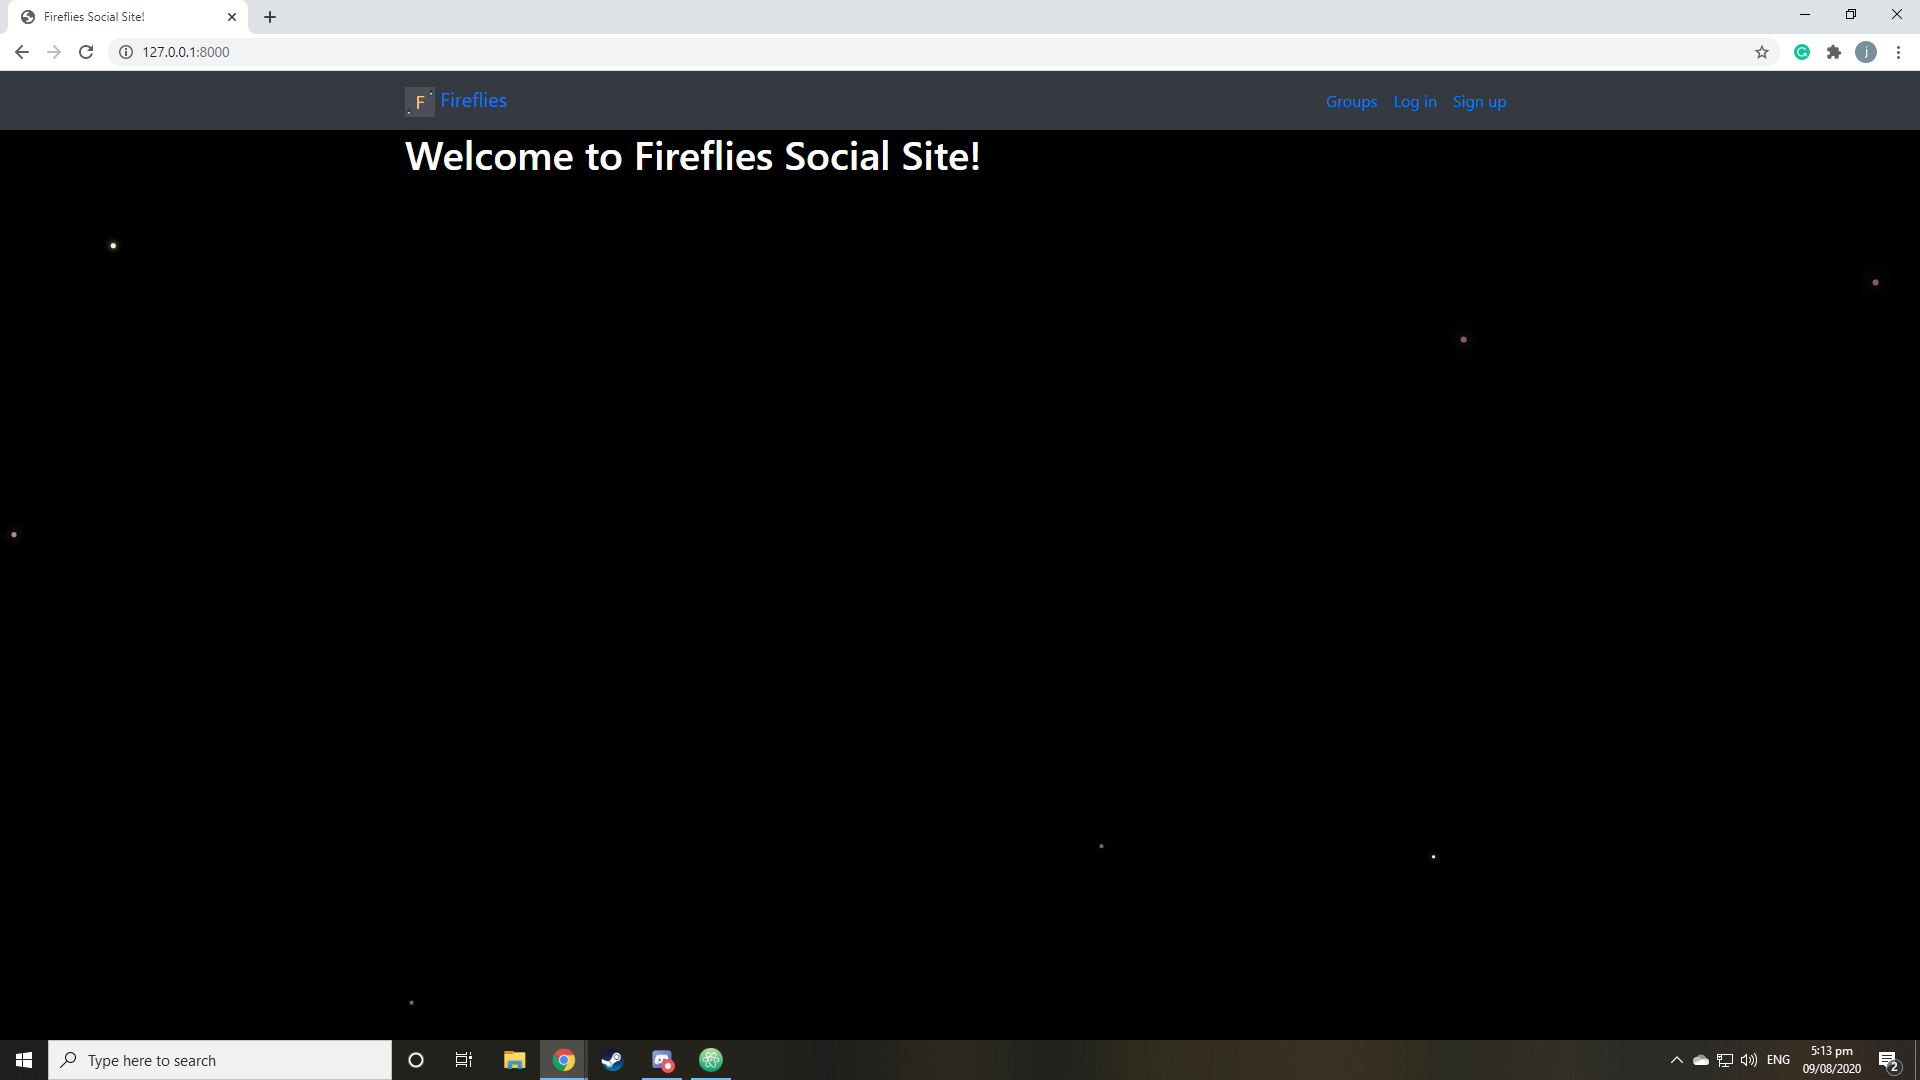 Fireflies Social Site!
127.0.0.1:8000
j
F Fireflies
Groups Log in Sign up
Welcome to Fireflies Social Site!
Type here to search
ENG
5:13 pm
09/08/2020
2